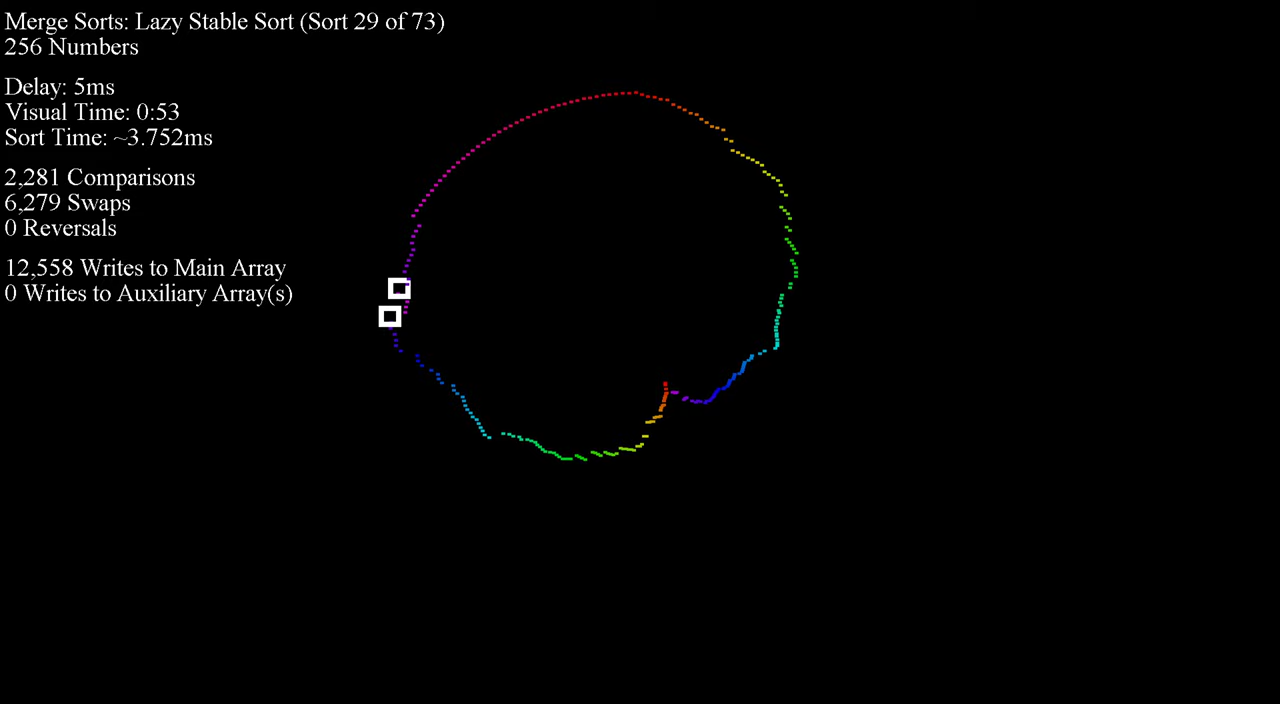 Merge Sorts: Lazy Stable Sort (Sort 29 of 73)
256 Numbers
Delay: 5ms
Visual Time: 0:53
Sort Time: ~3.752ms
2,281 Comparisons
6,279 Swaps
0 Reversals
12,558 Writes to Main Array
0 Writes to Auxiliary Array(s)